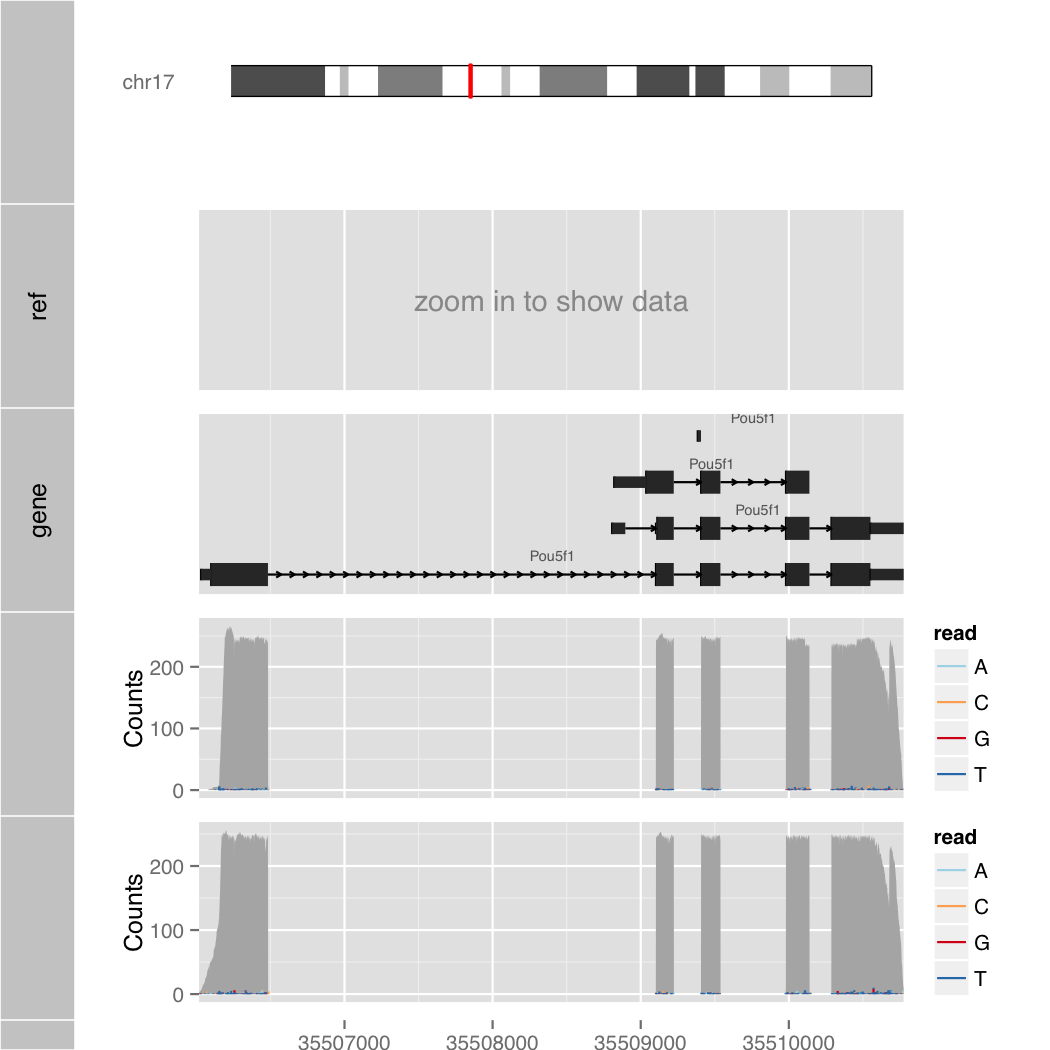 chr17
ref
zoom in to show data
gene
Pou5f1
Pou5f1
Pou5f1
Pou5f1
Counts
200
100
0
read
A
C
G
T
Counts
200
100
0
read
A
C
G
T
35507000 35508000 35509000 35510000